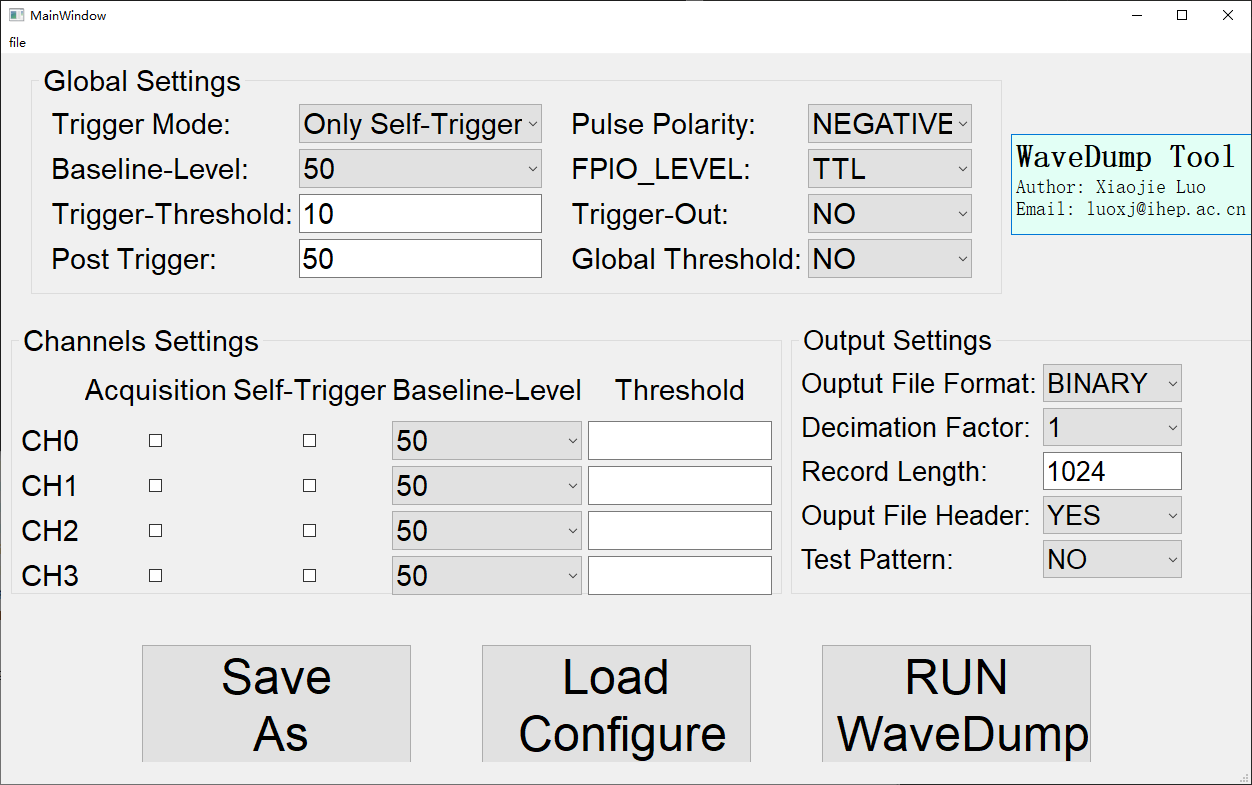 MainWindow
file
Global Settings
Trigger Mode: Only Self-Trigger Pulse Polarity: NEGATIVE
Baseline-Level: 50 FPIO_LEVEL: TTL
Trigger-Threshold: 10 Trigger-Out: NO
Post Trigger: 50 Global Threshold: NO
WaveDump Tool
Author: Xiaojie Luo
Email: luoxj@ihep.ac.cn
Channels Settings
Acquisition Self-Trigger Baseline-Level Threshold
CH0 50
CH1 50
CH2 50
CH3 50
Output Settings
Ouptut File Format: BINARY
Decimation Factor: 1
Record Length: 1024
Ouput File Header: YES
Test Pattern: NO
Save
As
Load
Configure
RUN
WaveDump